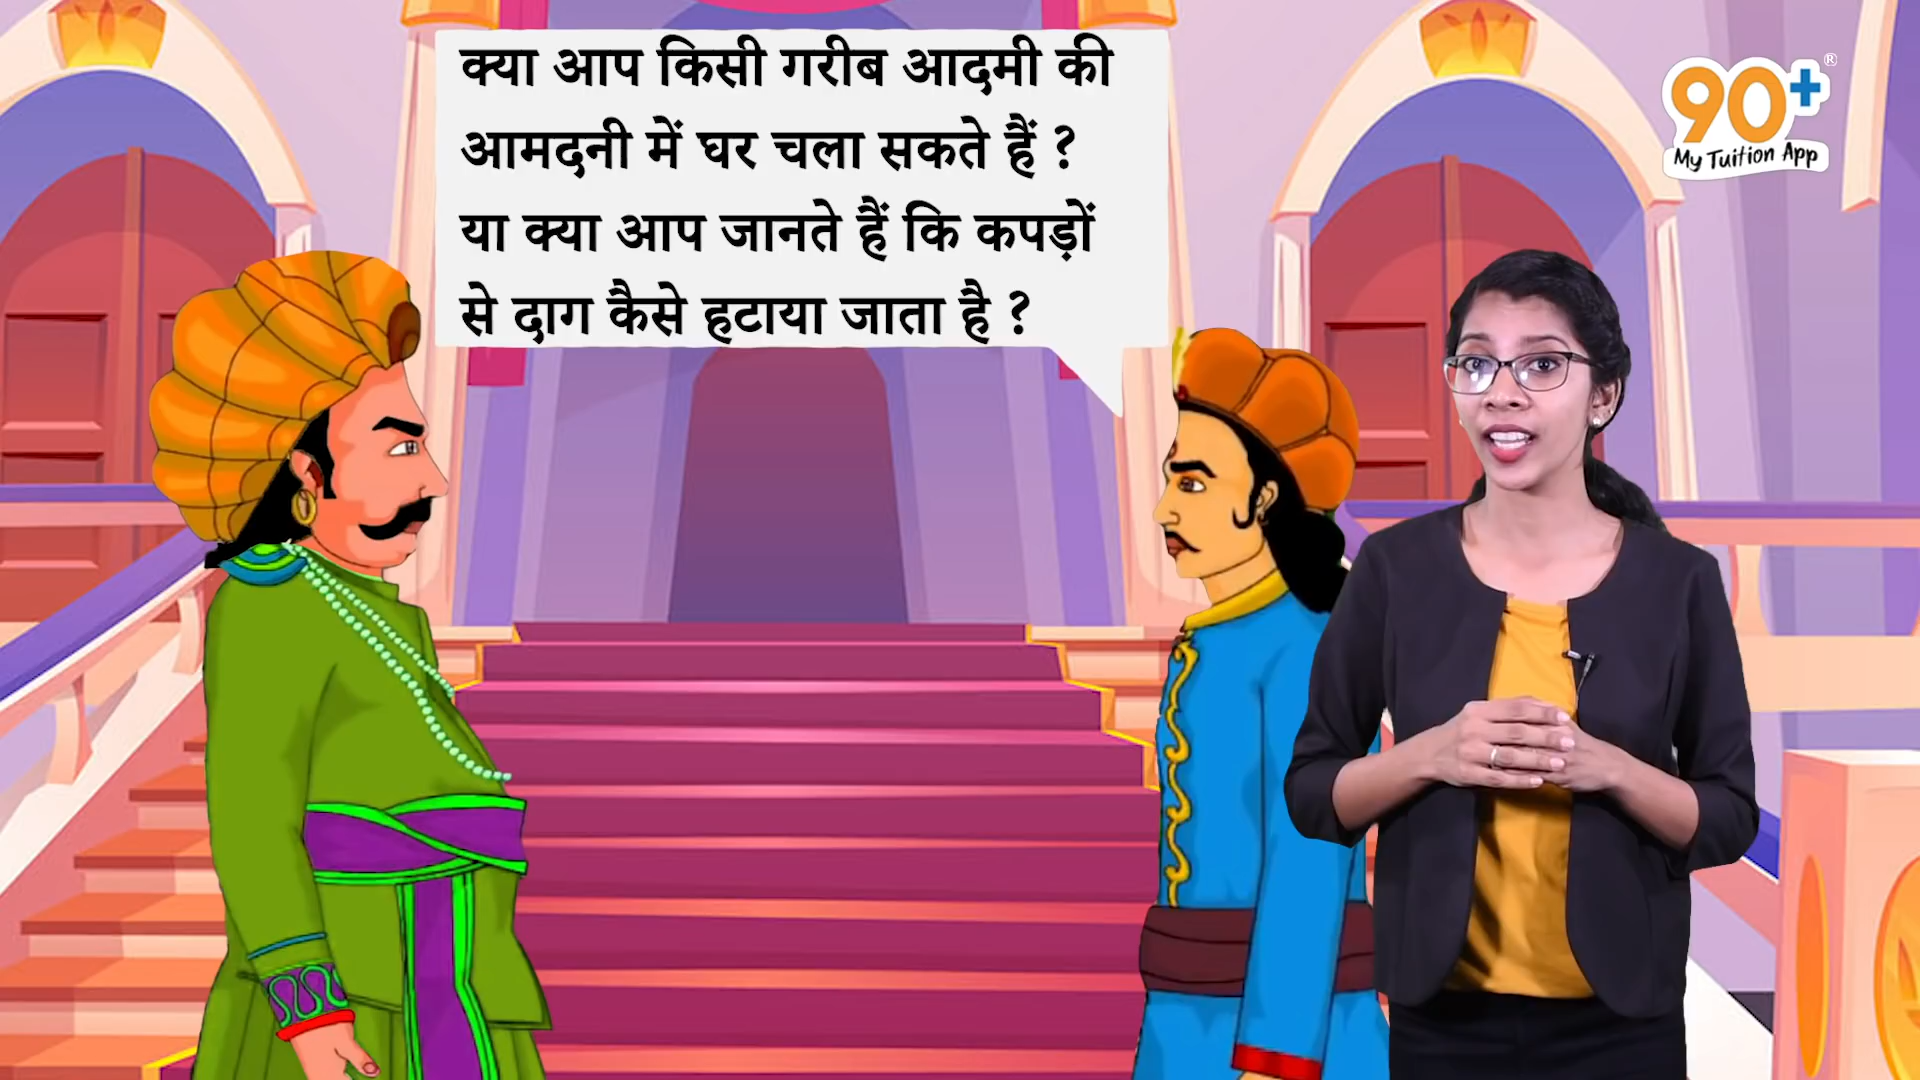 क्या आप किसी गरीब आदमी की
आमदनी में घर चला सकते हैं ?
या क्या आप जानते हैं कि कपड़ों
से दाग कैसे हटाया जाता है ?
90+®
My Tuition App